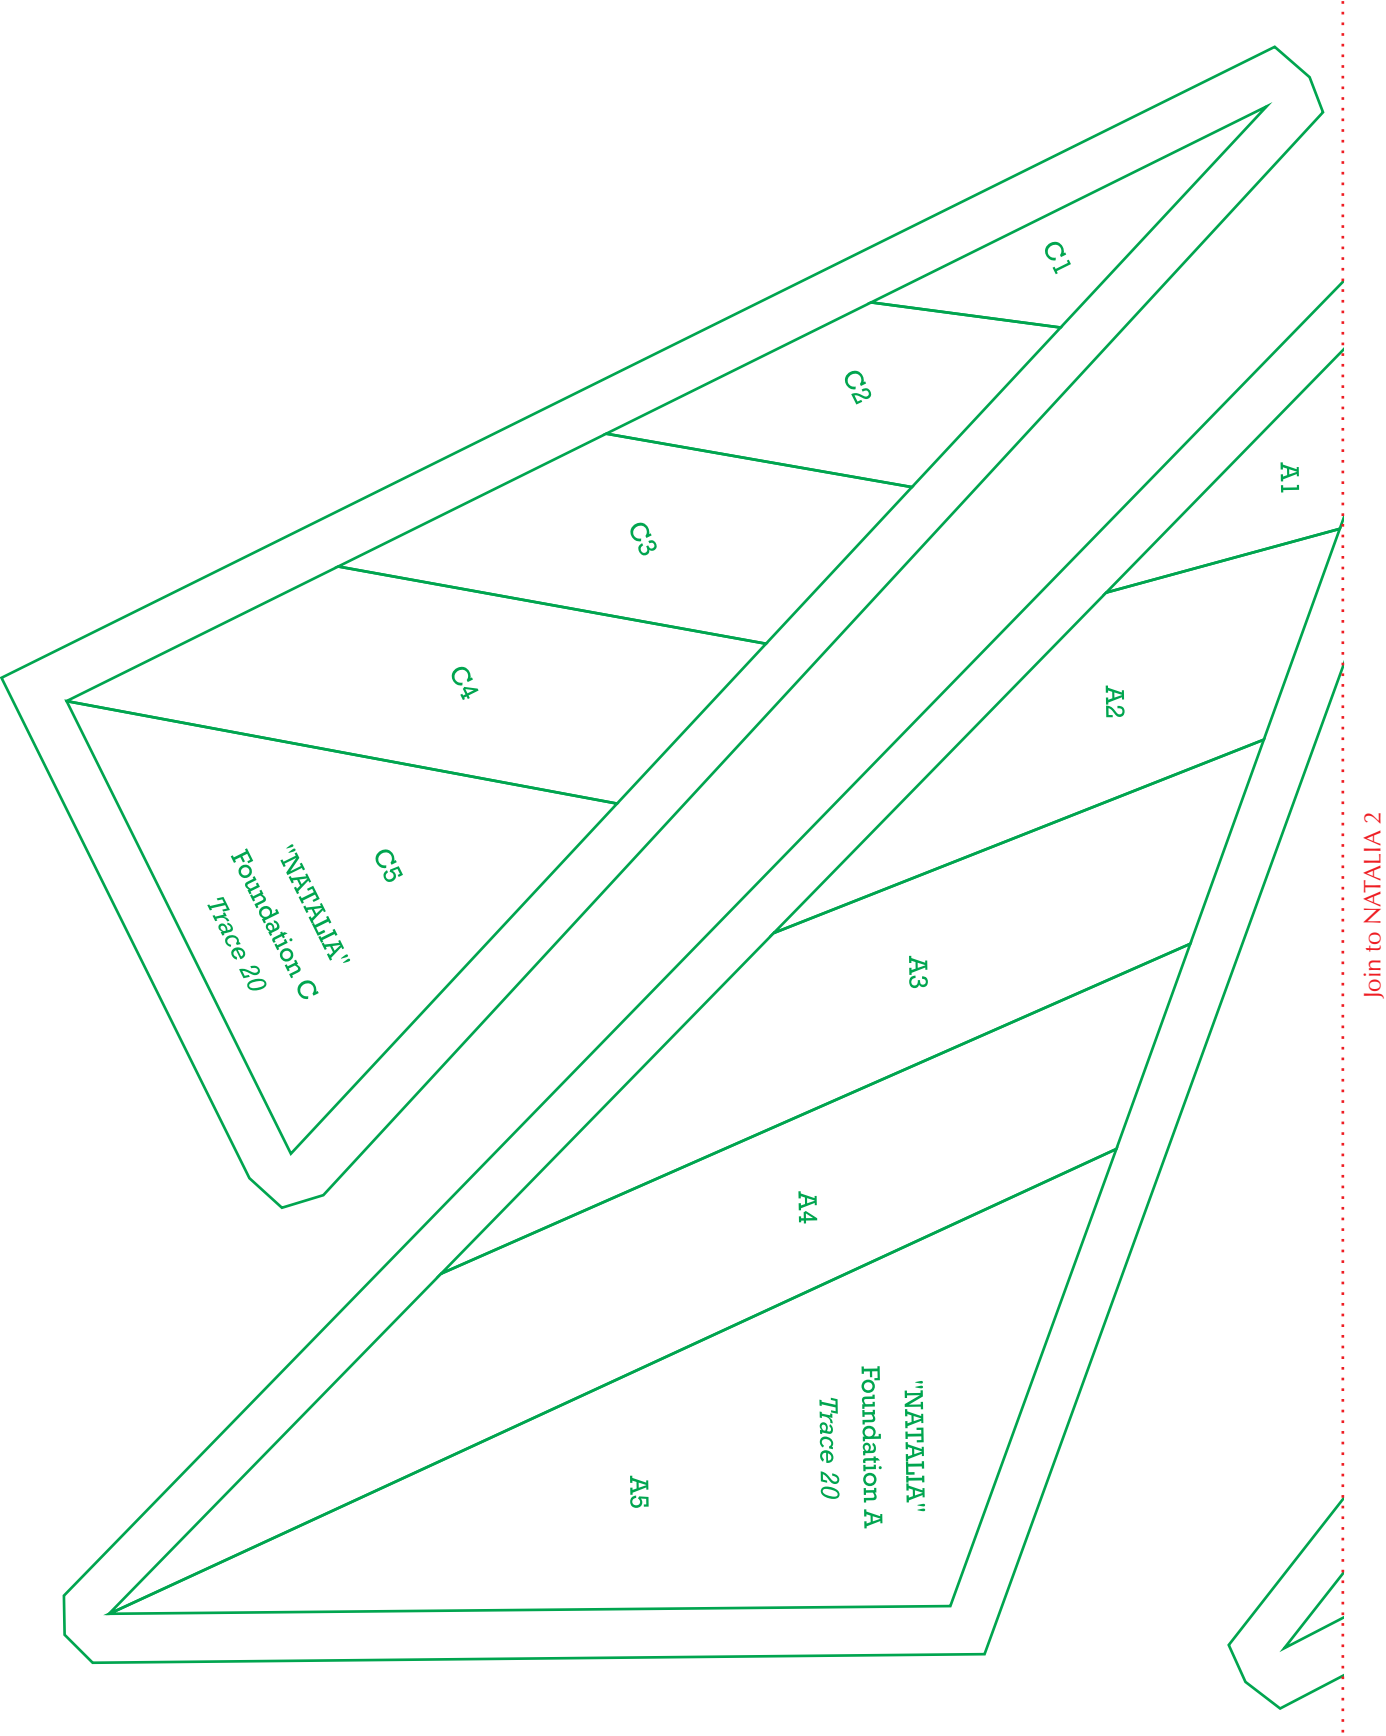 C1
C2
C3
C4
C5
"NATALIA"
Foundation C
Trace 20
A1
A2
A3
A4
A5
"NATALIA"
Foundation A
Trace 20
Join to NATALIA 2